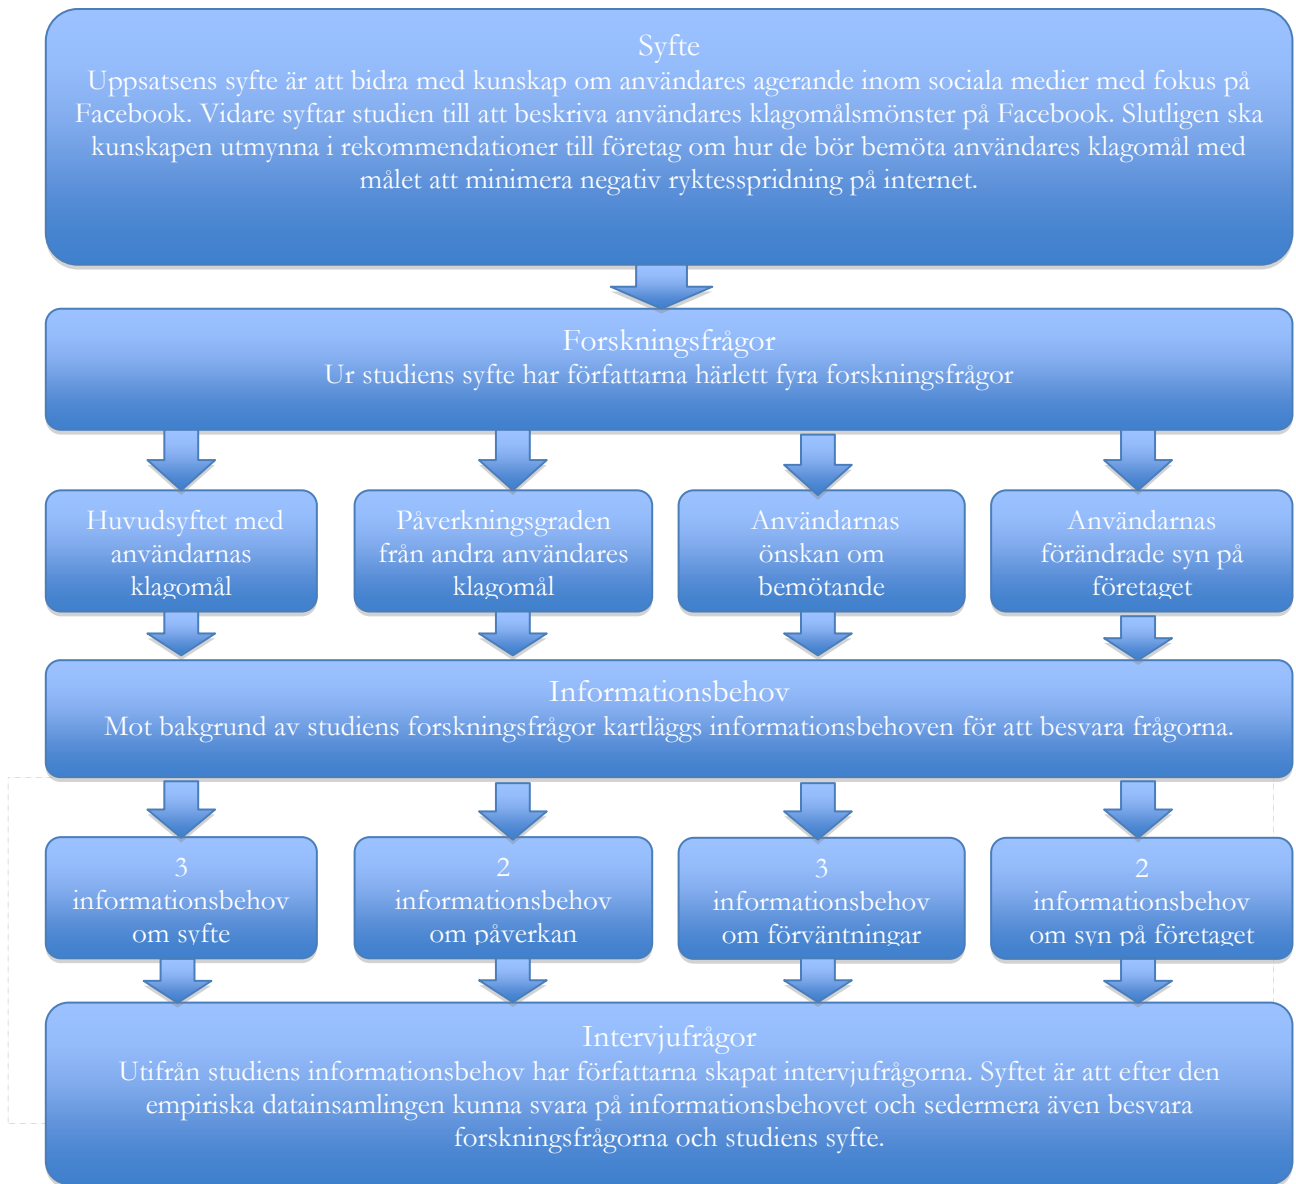 Syfte
Uppsatsens syfte är att bidra med kunskap om användares agerande inom sociala medier med fokus på
Facebook. Vidare syftar studien till att beskriva användares klagomålsmönster på Facebook. Slutligen ska
kunskapen utmynna i rekommendationer till företag om hur de bör bemöta användares klagomål med
målet att minimera negativ ryktesspridning på internet.
Forskningsfrågor
Ur studiens syfte har författarna härlett fyra forskningsfrågor
Huvudsyftet med
användarnas
klagomål
Påverkningsgraden
från andra användares
klagomål
Användarnas
önskan om
bemötande
Användarnas
förändrade syn på
företaget
Informationsbehov
Mot bakgrund av studiens forskningsfrågor kartläggs informationsbehoven för att besvara frågorna.
3
informationsbehov
om syfte
2
informationsbehov
om påverkan
3
informationsbehov
om förväntningar
2
informationsbehov
om syn på företaget
Intervjufrågor
Utifrån studiens informationsbehov har författarna skapat intervjufrågorna. Syftet är att efter den
empiriska datainsamlingen kunna svara på informationsbehovet och sedermera även besvara
forskningsfrågorna och studiens syfte.